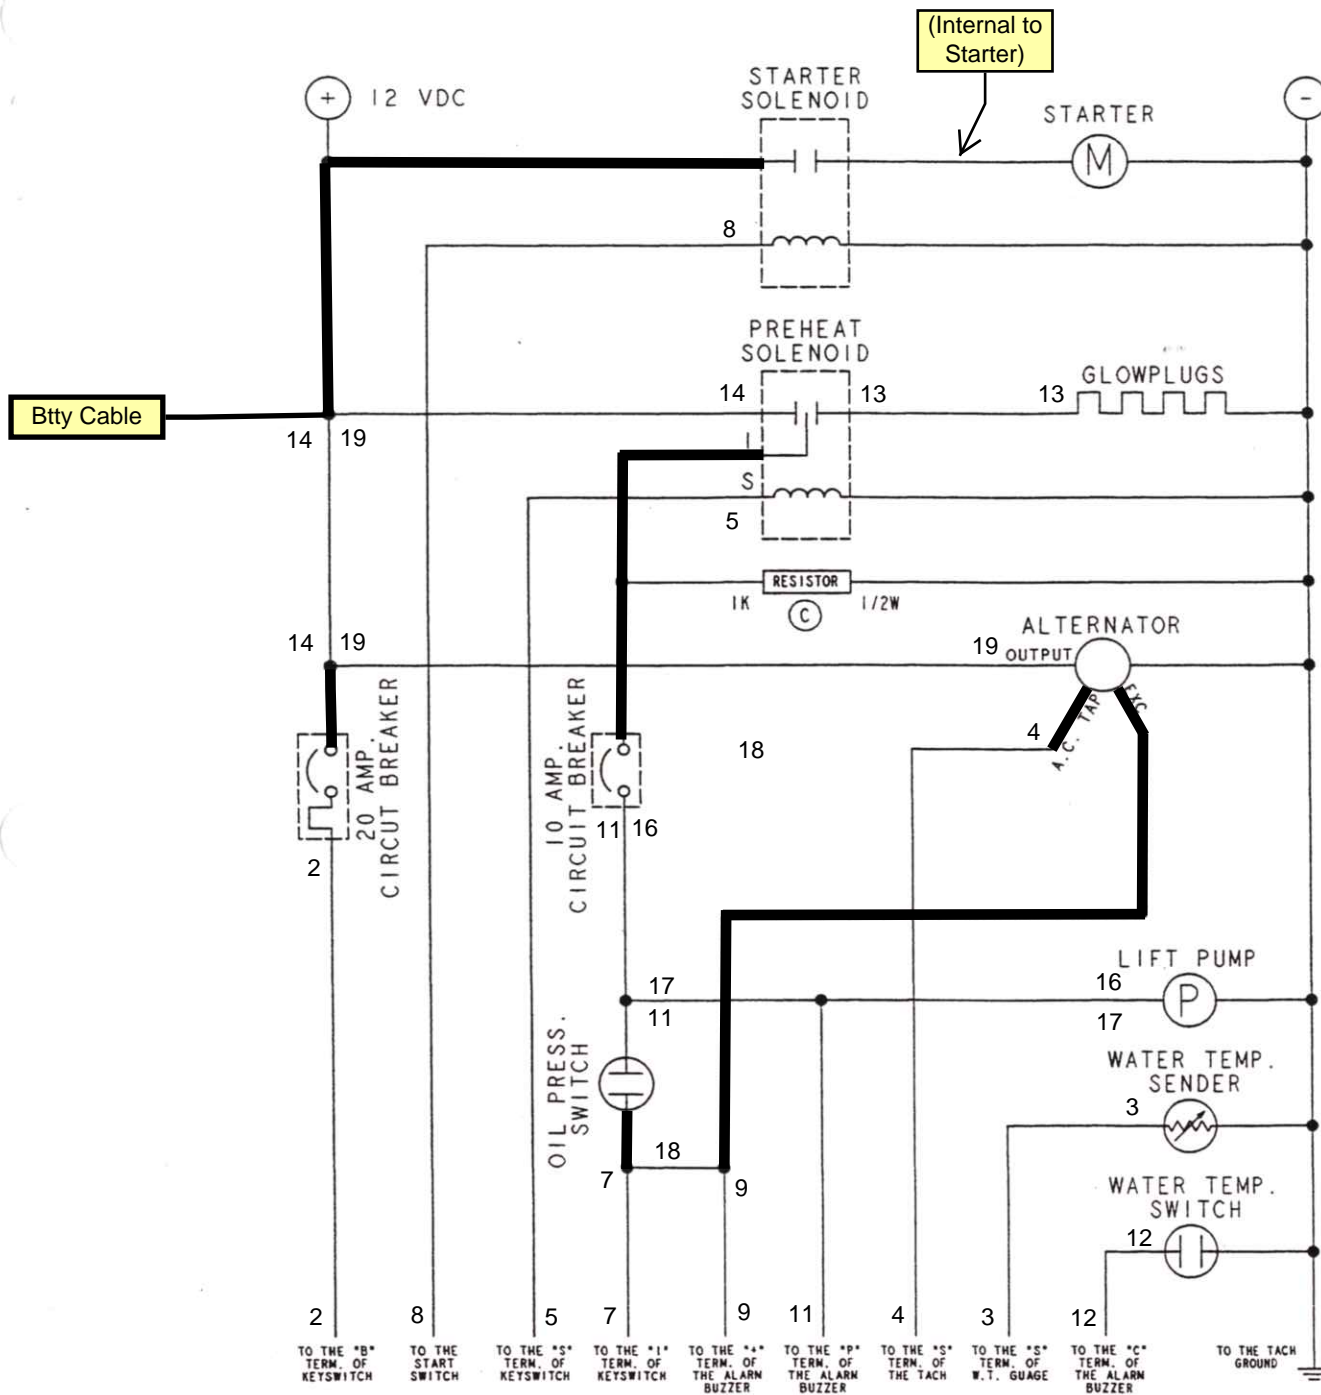 (Internal to
Starter)
+
12 VDC
STARTER
SOLENOID
-
STARTER
M
8
PREHEAT
SOLENOID
GLOWPLUGS
14
13
13
Btty Cable
14
19
I
S
5
RESISTOR
1K
1/2W
C
ALTERNATOR
14
19
19
OUTPUT
A.C. TAP
EXC.
4
18
20 AMP.
CIRCUT BREAKER
10 AMP.
CIRCUIT BREAKER
2
11
16
LIFT PUMP
17
11
16
17
P
OIL PRESS.
SWITCH
WATER TEMP.
SENDER
3
18
7
9
WATER TEMP.
SWITCH
12
2
8
5
7
9
11
4
3
12
TO THE "B"
TERM. OF
KEYSWITCH
TO THE
START
SWITCH
TO THE "S"
TERM. OF
KEYSWITCH
TO THE "I"
TERM. OF
KEYSWITCH
TO THE "+"
TERM. OF
THE ALARM
BUZZER
TO THE "P"
TERM. OF
THE ALARM
BUZZER
TO THE "S"
TERM. OF
THE TACH
TO THE "S"
TERM. OF
W.T. GUAGE
TO THE "C"
TERM. OF
THE ALARM
BUZZER
TO THE TACH
GROUND